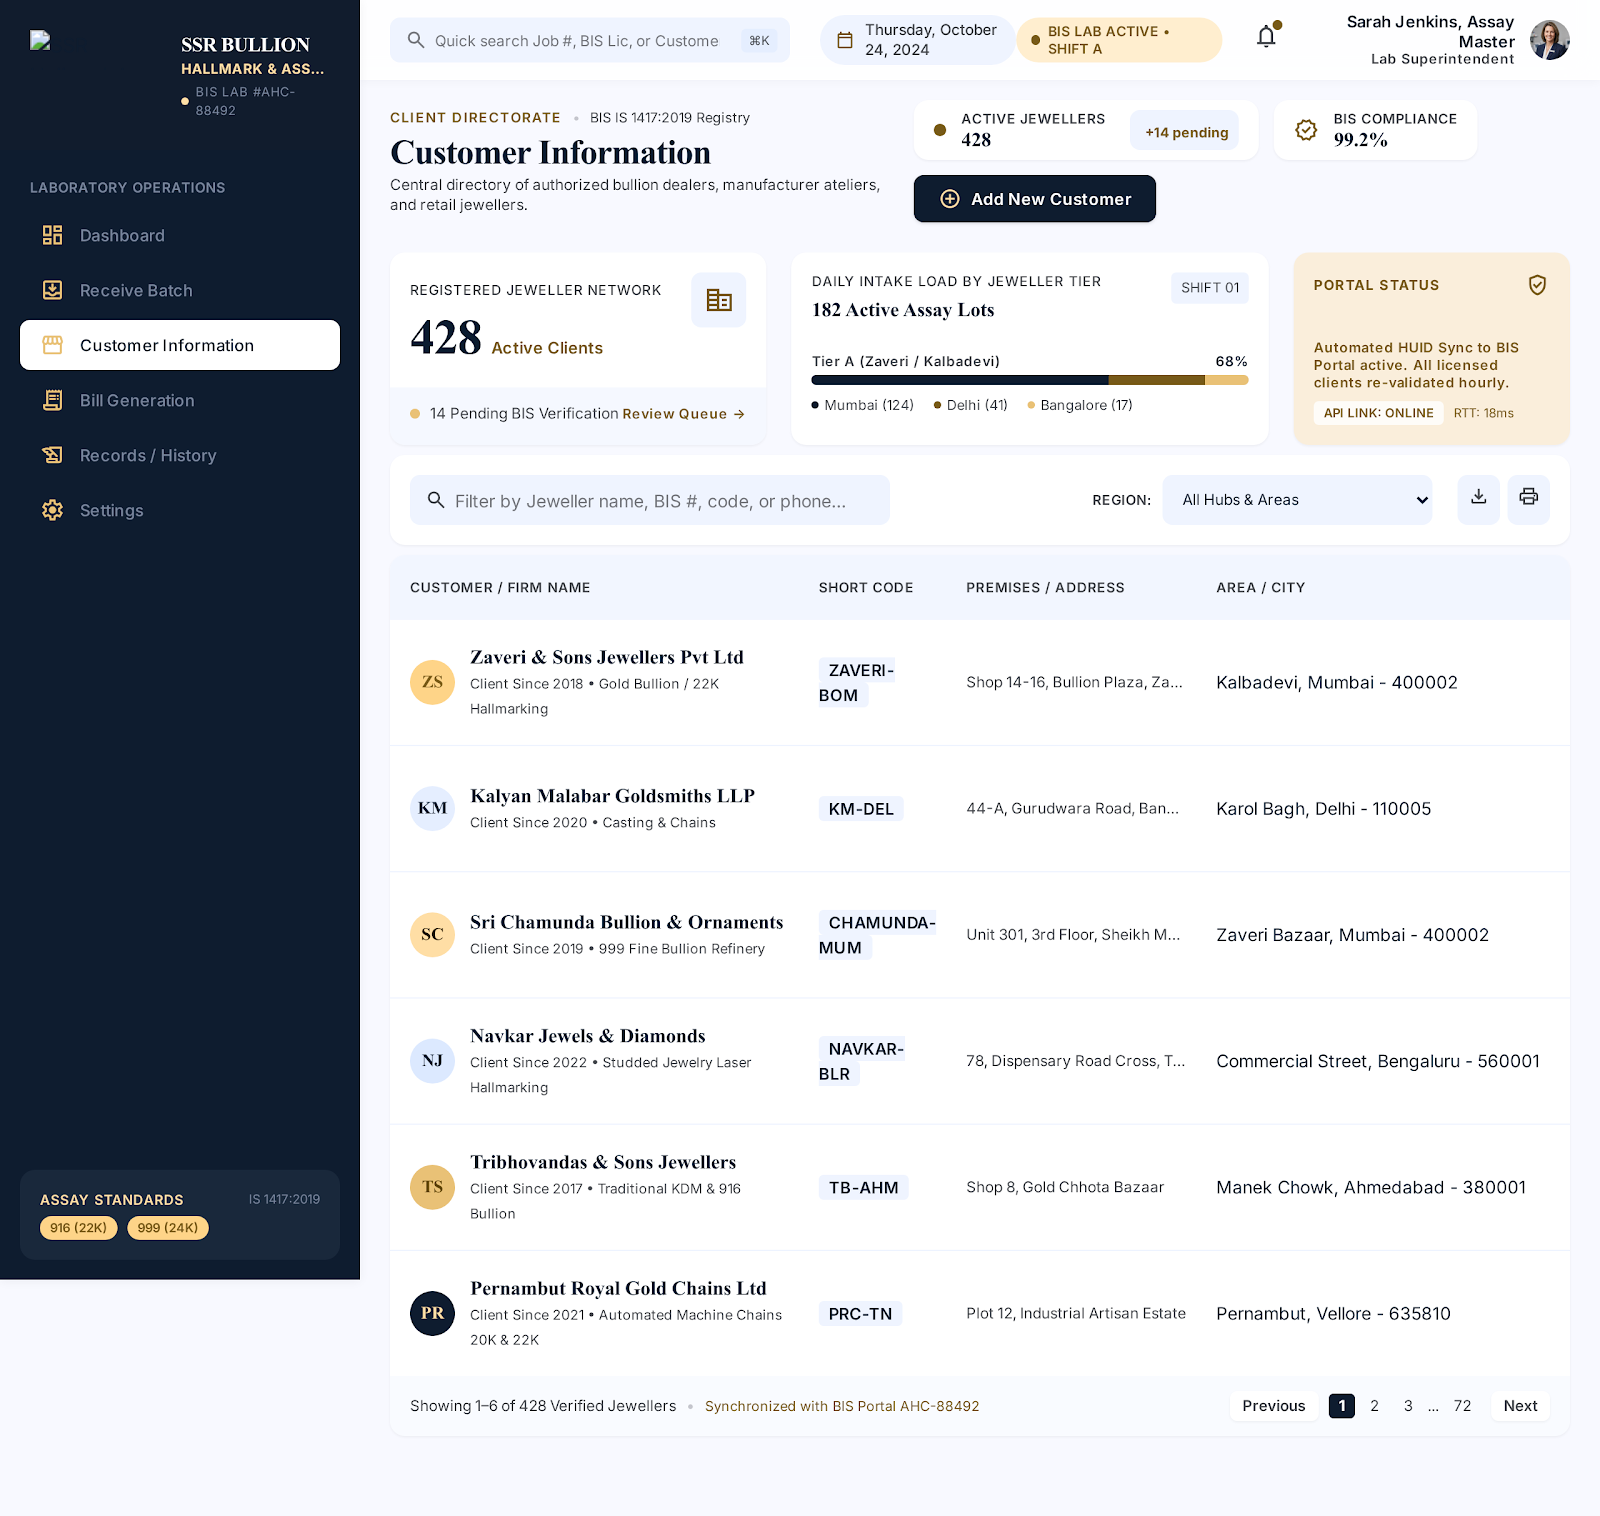 SSR BULLION
HALLMARK & ASS...
BIS LAB #AHC-
88492
LABORATORY OPERATIONS
Dashboard
Receive Batch
Customer Information
Bill Generation
Records / History
Settings
ASSAY STANDARDS
IS 1417:2019
916 (22K)
999 (24K)
Quick search Job #, BIS Lic, or Custome
⌘K
Thursday, October
24, 2024
BIS LAB ACTIVE •
SHIFT A
Sarah Jenkins, Assay
Master
Lab Superintendent
CLIENT DIRECTORATE • BIS IS 1417:2019 Registry
Customer Information
Central directory of authorized bullion dealers, manufacturer ateliers,
and retail jewellers.
ACTIVE JEWELLERS
428
+14 pending
BIS COMPLIANCE
99.2%
Add New Customer
REGISTERED JEWELLER NETWORK
428 Active Clients
14 Pending BIS Verification Review Queue →
DAILY INTAKE LOAD BY JEWELLER TIER
182 Active Assay Lots
SHIFT 01
Tier A (Zaveri / Kalbadevi) 68%
Mumbai (124) Delhi (41) Bangalore (17)
PORTAL STATUS
Automated HUID Sync to BIS
Portal active. All licensed
clients re-validated hourly.
API LINK: ONLINE RTT: 18ms
Filter by Jeweller name, BIS #, code, or phone...
REGION:
All Hubs & Areas
CUSTOMER / FIRM NAME SHORT CODE PREMISES / ADDRESS AREA / CITY
ZS
Zaveri & Sons Jewellers Pvt Ltd
Client Since 2018 • Gold Bullion / 22K
Hallmarking
ZAVERI-
BOM
Shop 14-16, Bullion Plaza, Za...
Kalbadevi, Mumbai - 400002
KM
Kalyan Malabar Goldsmiths LLP
Client Since 2020 • Casting & Chains
KM-DEL
44-A, Gurudwara Road, Ban...
Karol Bagh, Delhi - 110005
SC
Sri Chamunda Bullion & Ornaments
Client Since 2019 • 999 Fine Bullion Refinery
CHAMUNDA-
MUM
Unit 301, 3rd Floor, Sheikh M...
Zaveri Bazaar, Mumbai - 400002
NJ
Navkar Jewels & Diamonds
Client Since 2022 • Studded Jewelry Laser
Hallmarking
NAVKAR-
BLR
78, Dispensary Road Cross, T...
Commercial Street, Bengaluru - 560001
TS
Tribhovandas & Sons Jewellers
Client Since 2017 • Traditional KDM & 916
Bullion
TB-AHM
Shop 8, Gold Chhota Bazaar
Manek Chowk, Ahmedabad - 380001
PR
Pernambut Royal Gold Chains Ltd
Client Since 2021 • Automated Machine Chains
20K & 22K
PRC-TN
Plot 12, Industrial Artisan Estate
Pernambut, Vellore - 635810
Showing 1–6 of 428 Verified Jewellers • Synchronized with BIS Portal AHC-88492
Previous 1 2 3 ... 72 Next